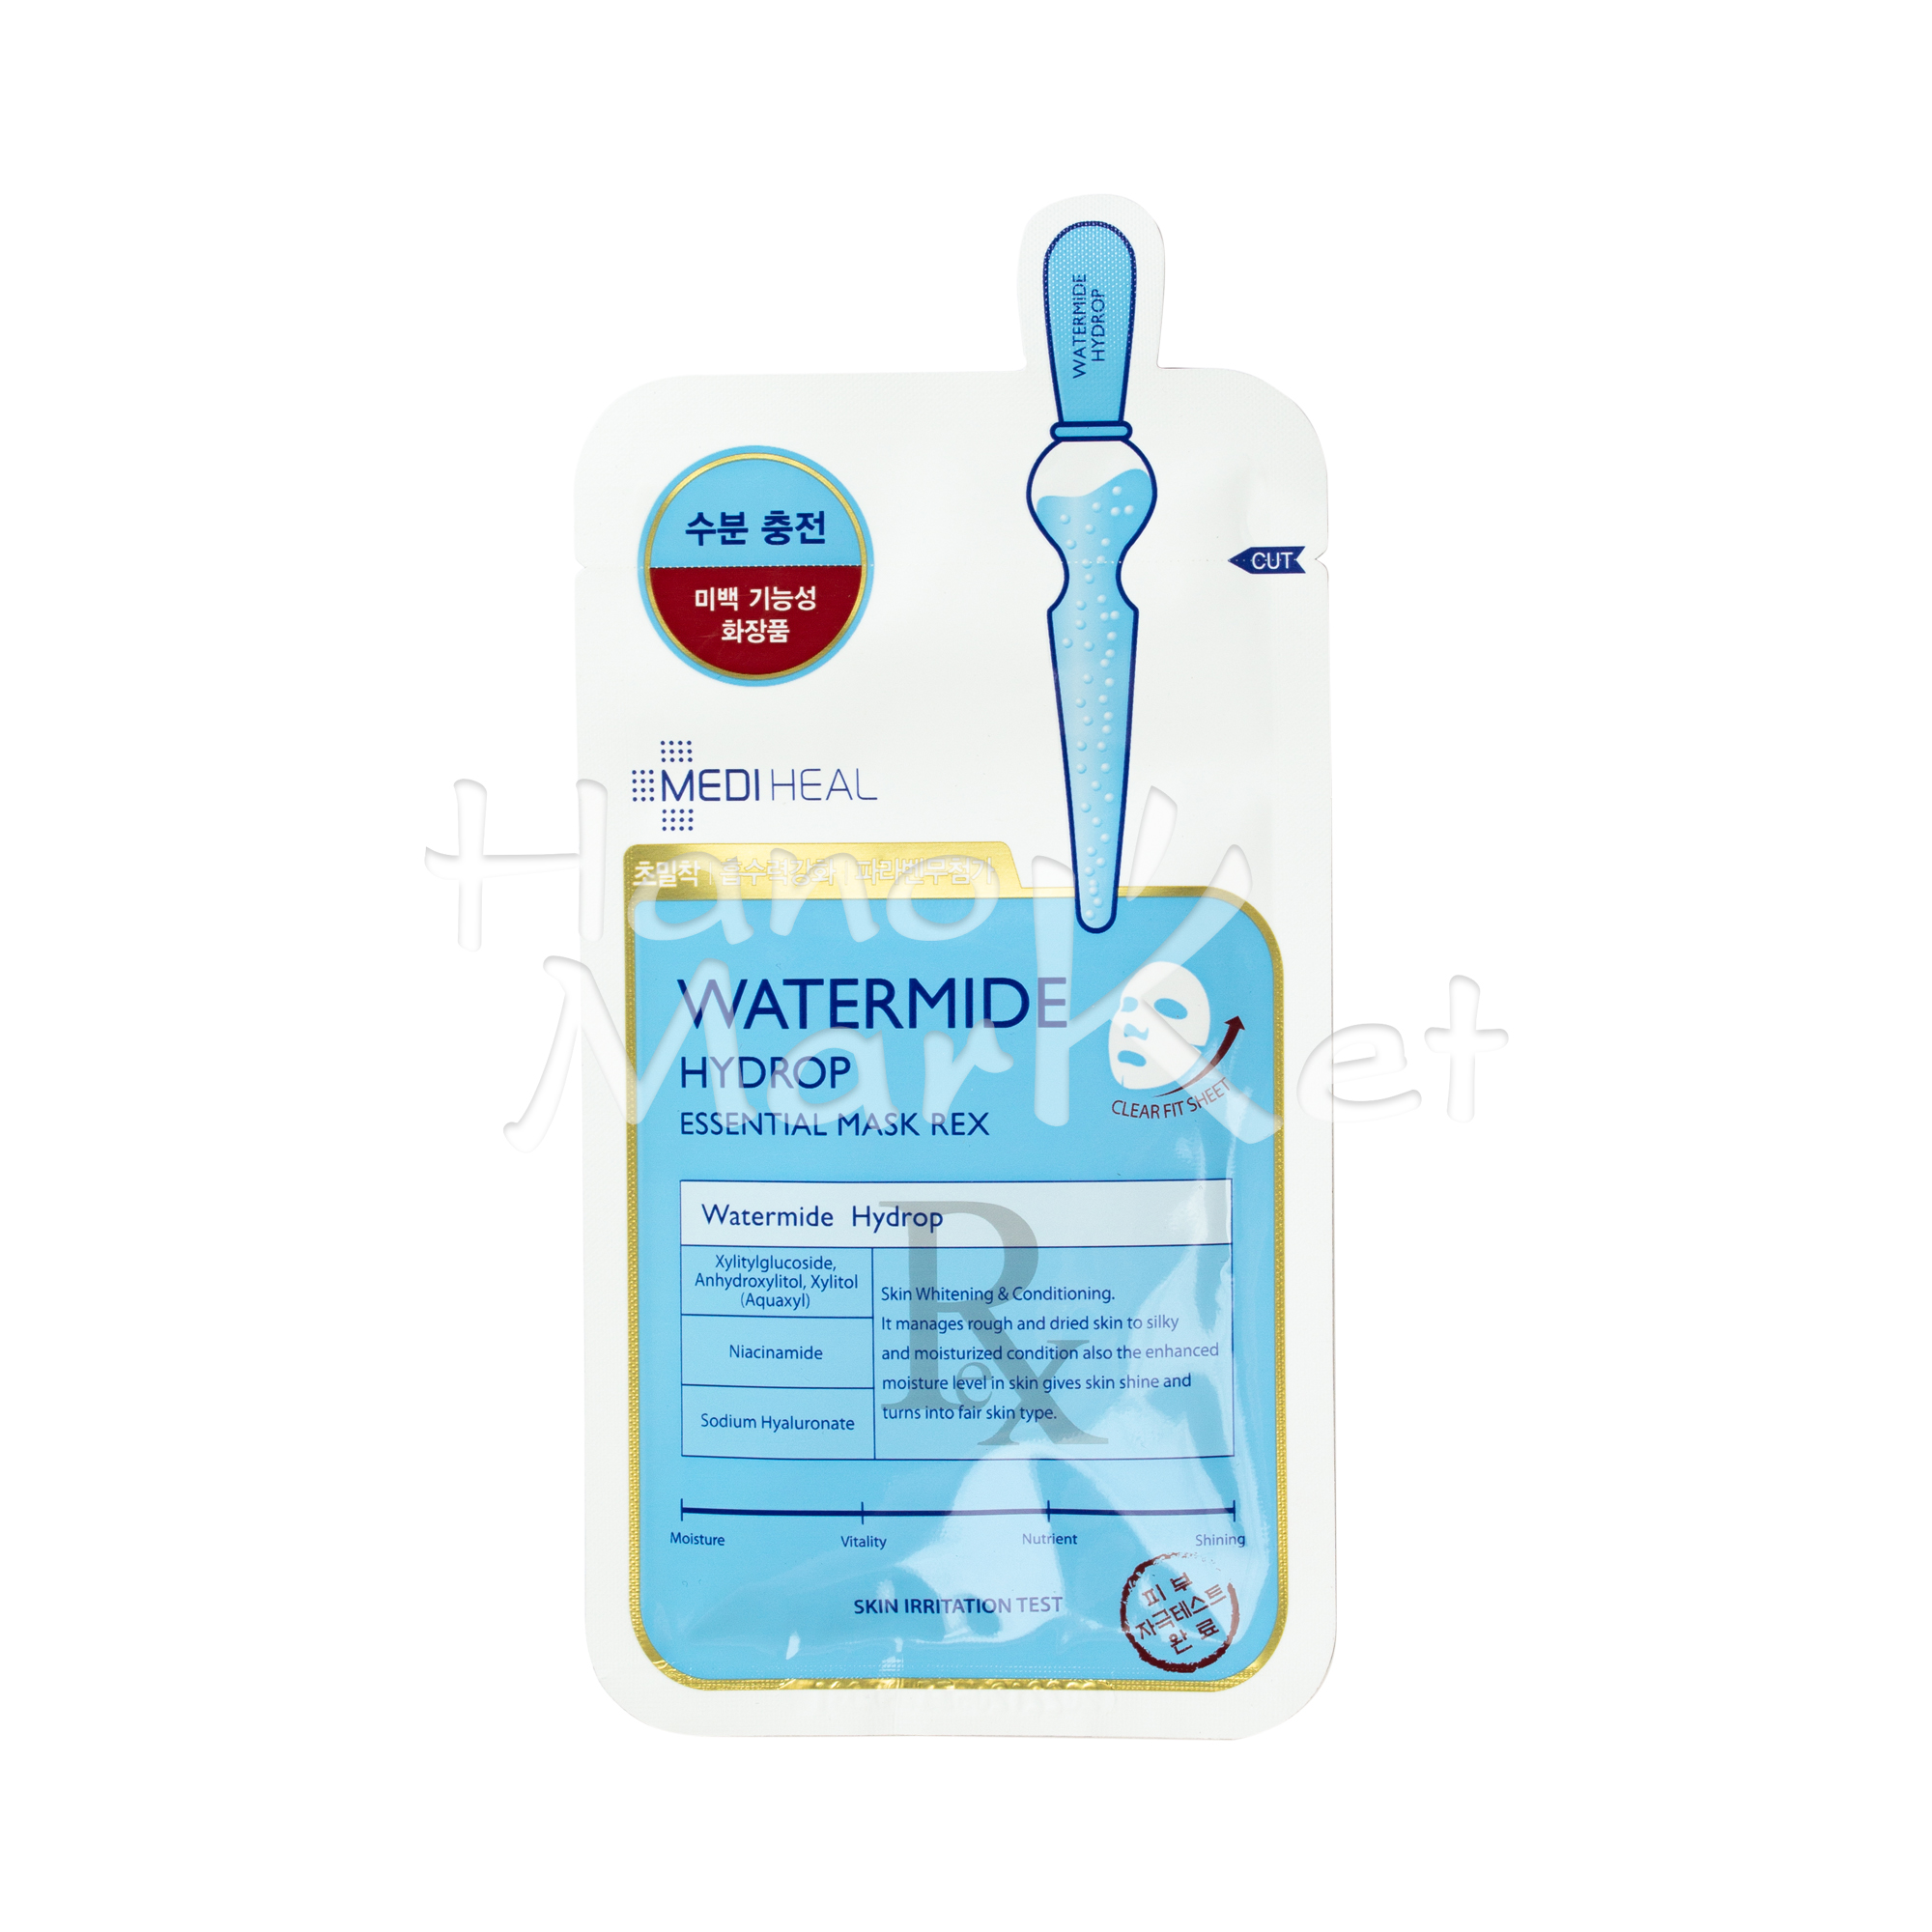 WATERMIDE
HYDROP
수분 충전
CUT
미백 기능성
화장품
MEDIHEAL
초밀착 | 흡수력강화 | 파라벤무첨가
Hanok
Market
WATERMIDE
HYDROP
ESSENTIAL MASK REX
CLEAR FIT SHEET
Watermide Hydrop
Xylitylglucoside,
Anhydroxylitol, Xylitol
(Aquaxyl)
Niacinamide
Sodium Hyaluronate
Rex
Skin Whitening & Conditioning.
It manages rough and dried skin to silky
and moisturized condition also the enhanced
moisture level in skin gives skin shine and
turns into fair skin type.
Moisture Vitality Nutrient Shining
SKIN IRRITATION TEST
피부
자극테스트
완료